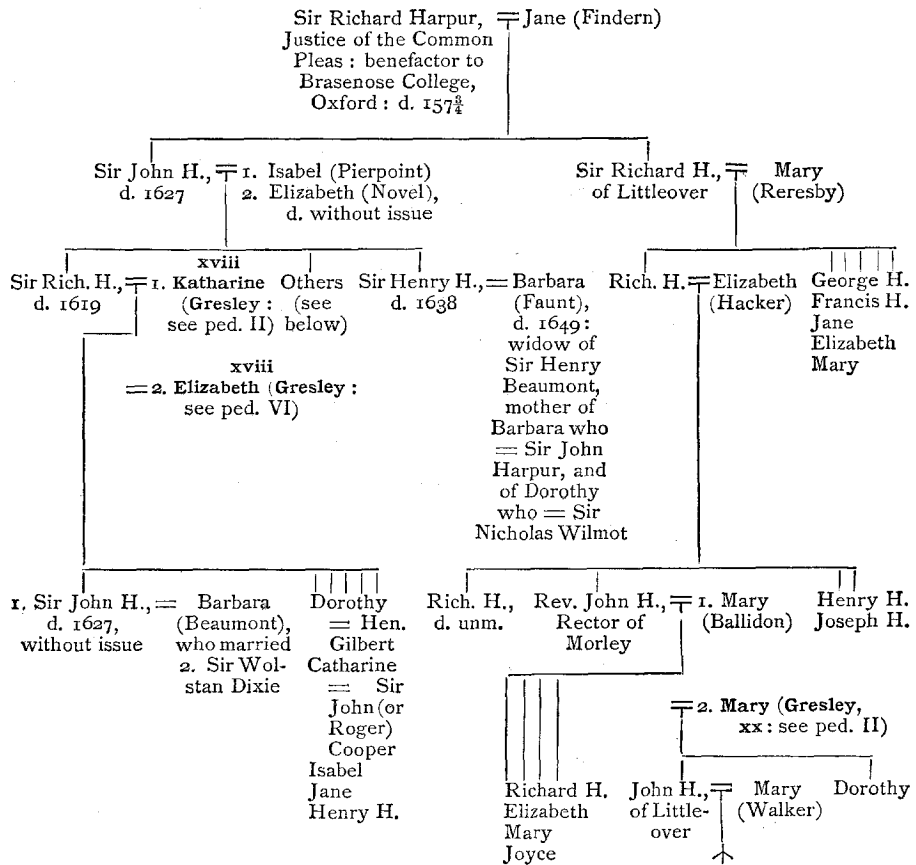 Sir Richard Harpur, = Jane (Findern)
Justice of the Common
Pleas : benefactor to
Brasenose College,
Oxford : d. 157¾
Sir John H., = 1. Isabel (Pierpoint)
d. 1627 2. Elizabeth (Novel),
d. without issue
Sir Richard H., = Mary
of Littleover (Reresby)
xviii
Sir Rich. H., = 1. Katharine
d. 1619 (Gresley :
see ped. II)
xviii
= 2. Elizabeth (Gresley :
see ped. VI)
Others
(see
below)
Sir Henry H., = Barbara
d. 1638 (Faunt),
d. 1649 :
widow of
Sir Henry
Beaumont,
mother of
Barbara who
= Sir John
Harpur, and
of Dorothy
who = Sir
Nicholas Wilmot
Rich. H. = Elizabeth
(Hacker)
George H.
Francis H.
Jane
Elizabeth
Mary
1. Sir John H., = Barbara
d. 1627, (Beaumont),
without issue who married
2. Sir Wol-
stan Dixie
Dorothy
= Hen.
Gilbert
Catharine
= Sir
John (or
Roger)
Cooper
Isabel
Jane
Henry H.
Rich. H.,
d. unm.
Rev. John H., = 1. Mary
Rector of (Ballidon)
Morley
Henry H.
Joseph H.
= 2. Mary (Gresley,
xx : see ped. II)
Richard H.
Elizabeth
Mary
Joyce
John H., = Mary
of Little- (Walker)
over
Dorothy